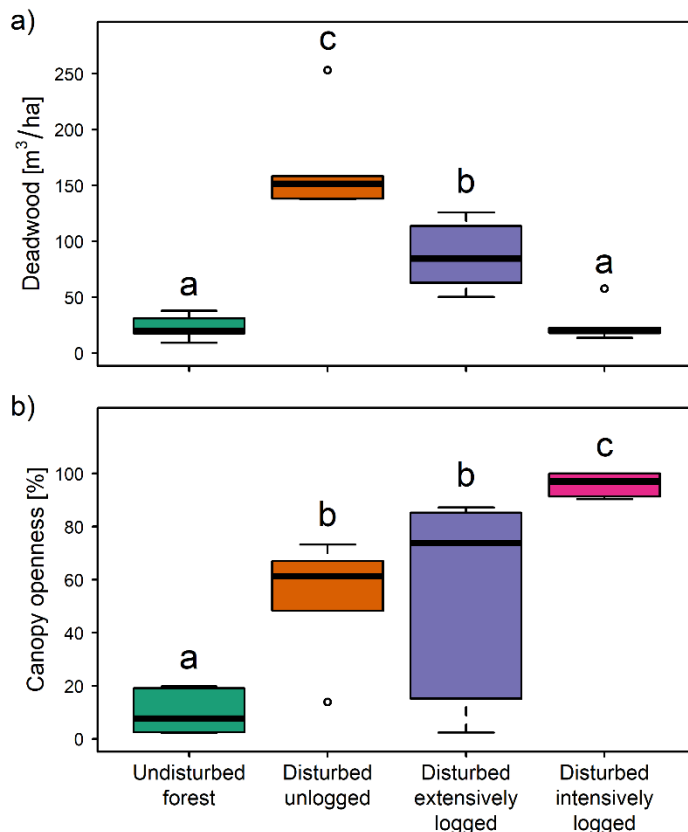 a)
Deadwood [m³/ha]
250
200
150
100
50
0
a
c
b
a
b)
Canopy openness [%]
100
80
60
40
20
0
a
b
b
c
Undisturbed
forest
Disturbed
unlogged
Disturbed
extensively
logged
Disturbed
intensively
logged